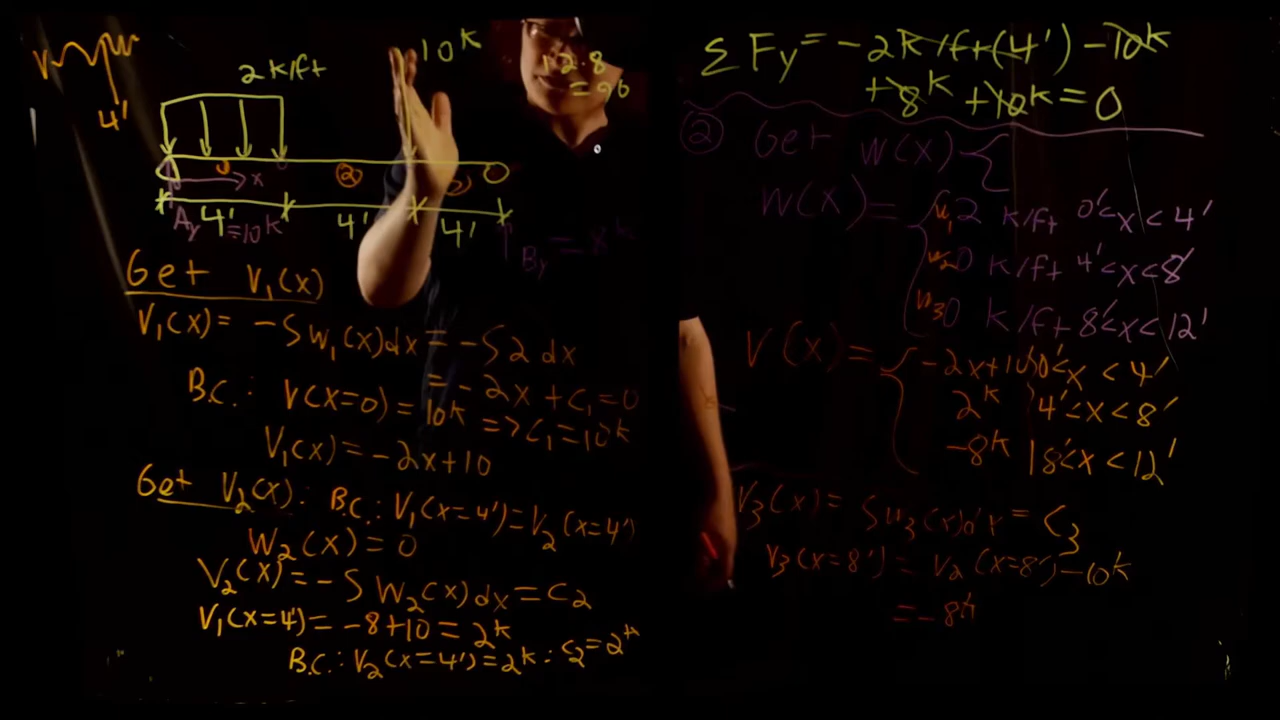 V
4'
2 k/ft
10k
12·8
=96
1
2
3
x
Ay =10k
4'
4'
4'
By = 8k
Get V₁(x)
V₁(x) = -∫w₁(x)dx = -∫2 dx
= -2x + C₁ = 0
B.C.: V(x=0) = 10k => C₁ = 10k
V₁(x) = -2x+10
Get V₂(x): B.C.: V₁(x=4') = V₂(x=4')
W₂(x) = 0
V₂(x) = -∫ W₂(x)dx = C₂
V₁(x=4') = -8+10 = 2k
B.C.: V₂(x=4') = 2k ∴ C₂ = 2k
ΣFy = -2k/ft(4') -10k
+8k +10k = 0
② Get W(x) {
W(x) = { w₁ 2 k/ft 0'<x<4'
w₂ 0 k/ft 4'<x<8'
w₃ 0 k/ft 8'<x<12'
V(x) = { -2x+10 | 0'<x<4'
2k | 4'<x<8'
-8k | 8'<x<12'
V₃(x) = ∫w₃(x)dx = C₃
V₃(x=8') = V₂(x=8') -10k
= -8k